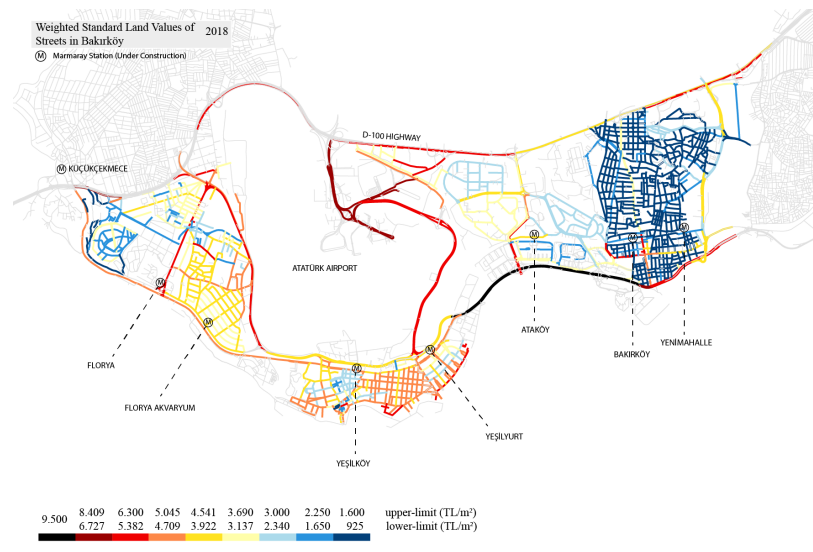 Weighted Standard Land Values of 2018
Streets in Bakırköy
M Marmaray Station (Under Construction)
D-100 HIGHWAY
M KÜÇÜKÇEKMECE
M
M
M
ATATÜRK AIRPORT
M
M
M
M
M
ATAKÖY
YENİMAHALLE
BAKIRKÖY
FLORYA
FLORYA AKVARYUM
YEŞİLYURT
YEŞİLKÖY
9.500 8.409 6.300 5.045 4.541 3.690 3.000 2.250 1.600 upper-limit (TL/m²)
6.727 5.382 4.709 3.922 3.137 2.340 1.650 925 lower-limit (TL/m²)